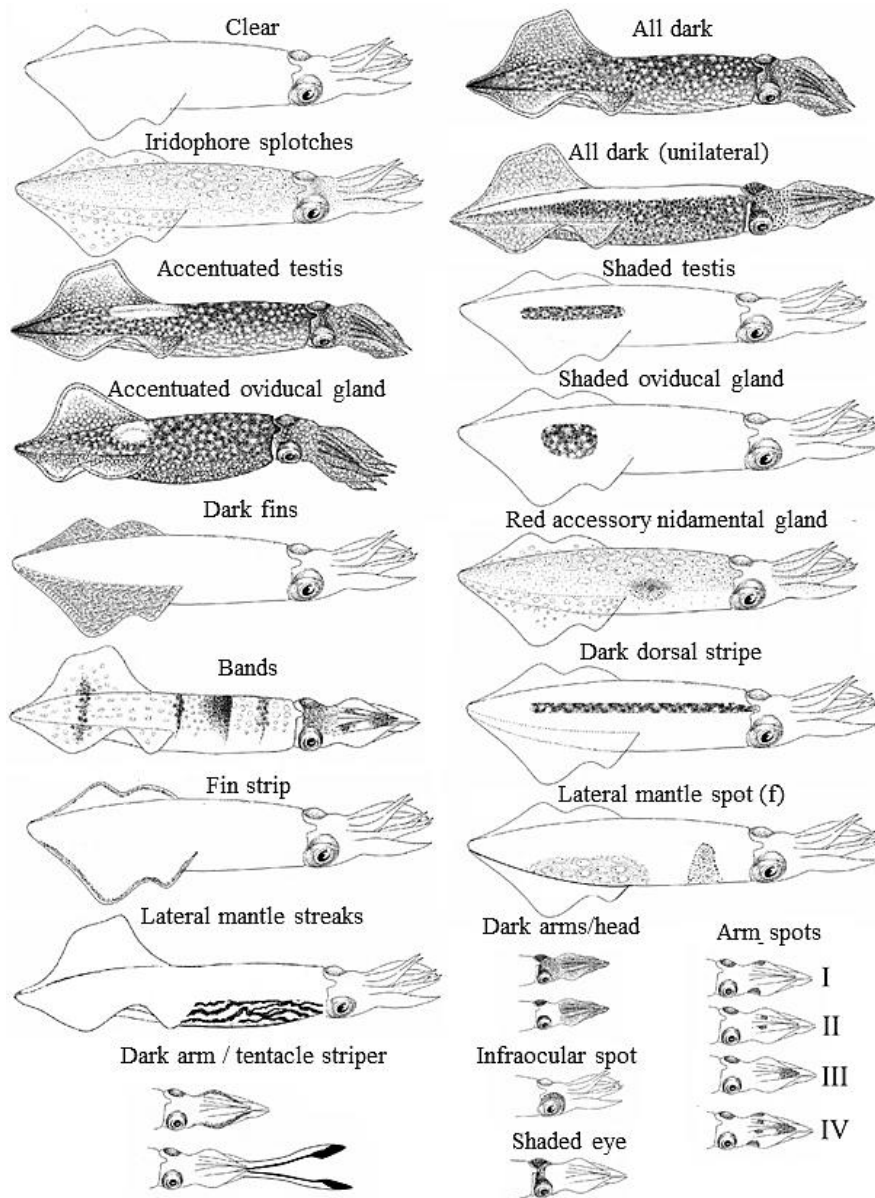 Clear
All dark
Iridophore splotches
All dark (unilateral)
Accentuated testis
Shaded testis
Accentuated oviducal gland
Shaded oviducal gland
Dark fins
Red accessory nidamental gland
Bands
Dark dorsal stripe
Fin strip
Lateral mantle spot (f)
Lateral mantle streaks
Dark arms/head
Arm spots
I
II
III
IV
Dark arm / tentacle striper
Infraocular spot
Shaded eye